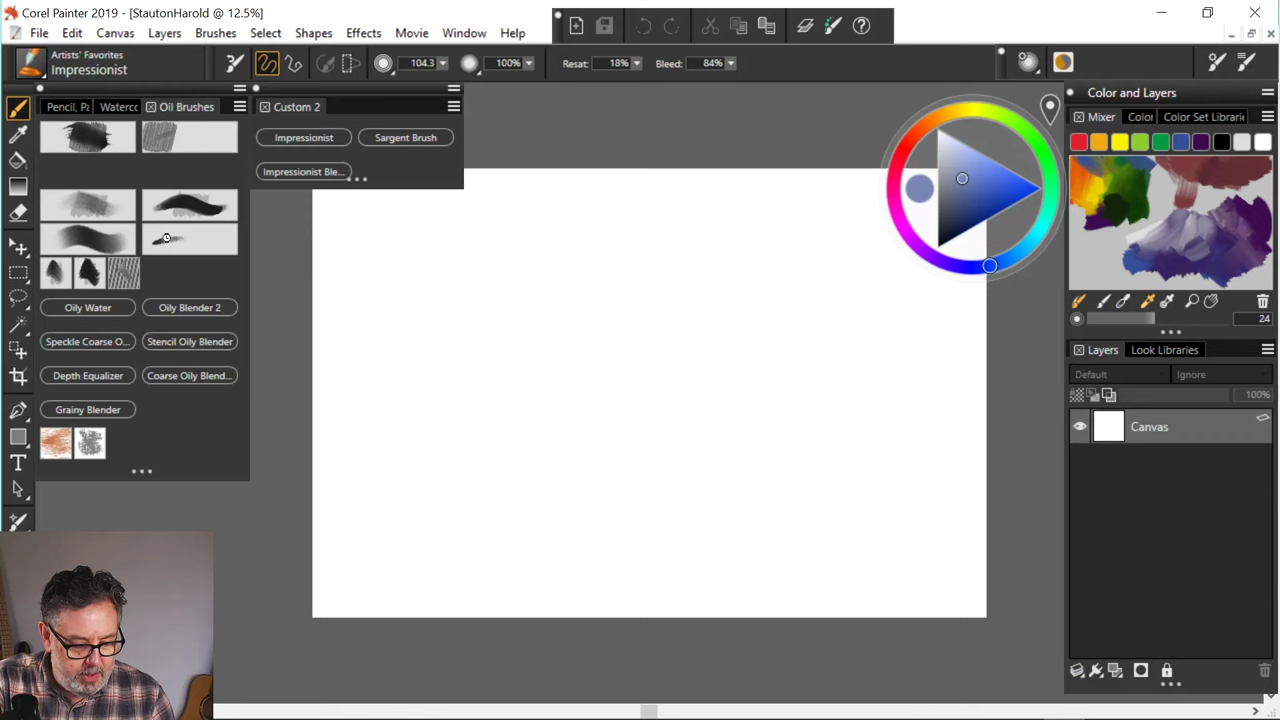 Corel Painter 2019 - [StautonHarold @ 12.5%]
File Edit Canvas Layers Brushes Select Shapes Effects Movie Window Help
Artists' Favorites
Impressionist
104.3 100% Resat: 18% Bleed: 84%
Color and Layers
Pencil, Pa Waterco Oil Brushes Custom 2
Mixer Color Color Set Librari
Impressionist Sargent Brush
Impressionist Ble...
Oily Water Oily Blender 2
24
Speckle Coarse O... Stencil Oily Blender
Layers Look Libraries
Depth Equalizer Coarse Oily Blend...
Default Ignore
100%
Grainy Blender
Canvas
T